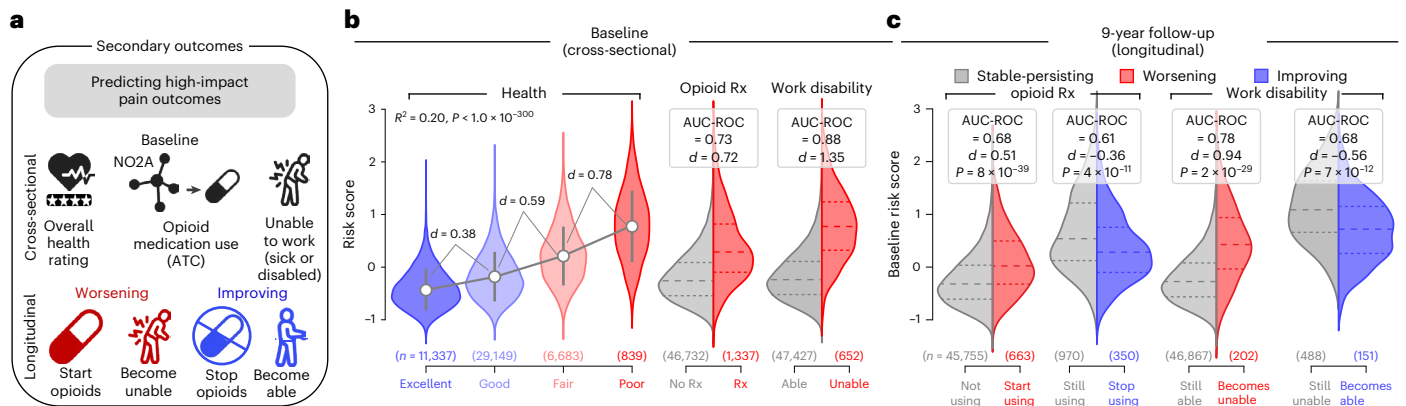 a
Secondary outcomes
Predicting high-impact
pain outcomes
Cross-sectional
Baseline
NO2A
Overall
health
rating
Opioid
medication use
(ATC)
Unable
to work
(sick or
disabled)
Longitudinal
Worsening
Improving
Start
opioids
Become
unable
Stop
opioids
Become
able
b
Baseline
(cross-sectional)
Health
Opioid Rx
Work disability
R² = 0.20, P < 1.0 × 10⁻³⁰⁰
AUC-ROC
= 0.73
d = 0.72
AUC-ROC
= 0.88
d = 1.35
Risk score
3
2
1
0
−1
d = 0.38
d = 0.59
d = 0.78
(n = 11,337)
(29,149)
(6,683)
(839)
(46,732)
(1,337)
(47,427)
(652)
Excellent
Good
Fair
Poor
No Rx
Rx
Able
Unable
c
9-year follow-up
(longitudinal)
Stable-persisting
Worsening
Improving
opioid Rx
Work disability
Baseline risk score
3
2
1
0
−1
AUC-ROC
= 0.68
d = 0.51
P = 8 × 10⁻³⁹
AUC-ROC
= 0.61
d = −0.36
P = 4 × 10⁻¹¹
AUC-ROC
= 0.78
d = 0.94
P = 2 × 10⁻²⁹
AUC-ROC
= 0.68
d = −0.56
P = 7 × 10⁻¹²
(n = 45,755)
(663)
(970)
(350)
(46,867)
(202)
(488)
(151)
Not
using
Start
using
Still
using
Stop
using
Still
able
Becomes
unable
Still
unable
Becomes
able